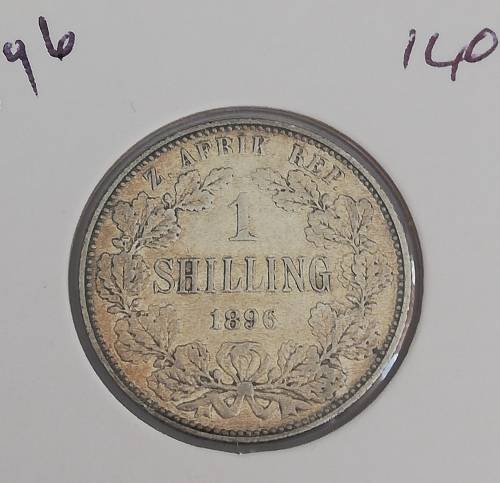 96 140
Z. AFRIK REP.
1
SHILLING
1896